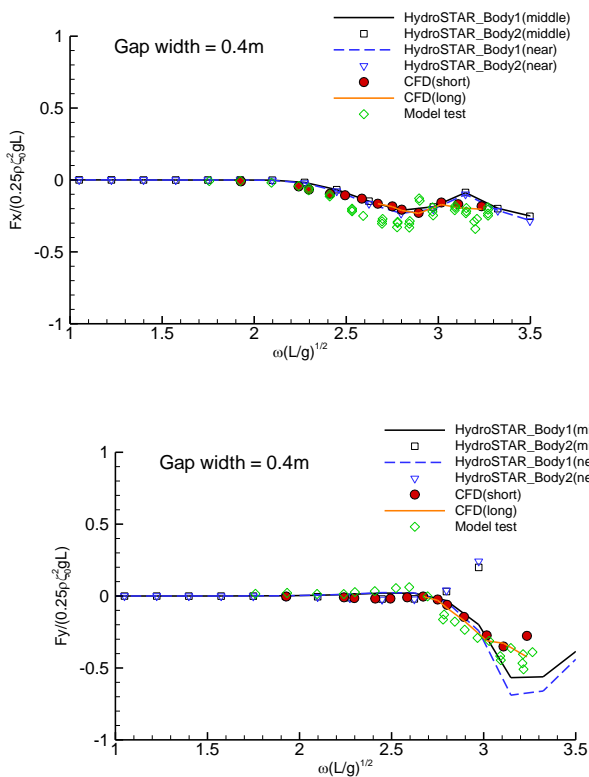 HydroSTAR_Body1(middle)
HydroSTAR_Body2(middle)
HydroSTAR_Body1(near)
HydroSTAR_Body2(near)
CFD(short)
CFD(long)
Model test
Gap width = 0.4m
1
0.5
0
-0.5
-1
Fx/(0.25ρζ₀²gL)
1 1.5 2 2.5 3 3.5
ω(L/g)^1/2
HydroSTAR_Body1(m
HydroSTAR_Body2(m
HydroSTAR_Body1(ne
HydroSTAR_Body2(ne
CFD(short)
CFD(long)
Model test
Gap width = 0.4m
1
0.5
0
-0.5
-1
Fy/(0.25ρζ₀²gL)
1 1.5 2 2.5 3 3.5
ω(L/g)^1/2